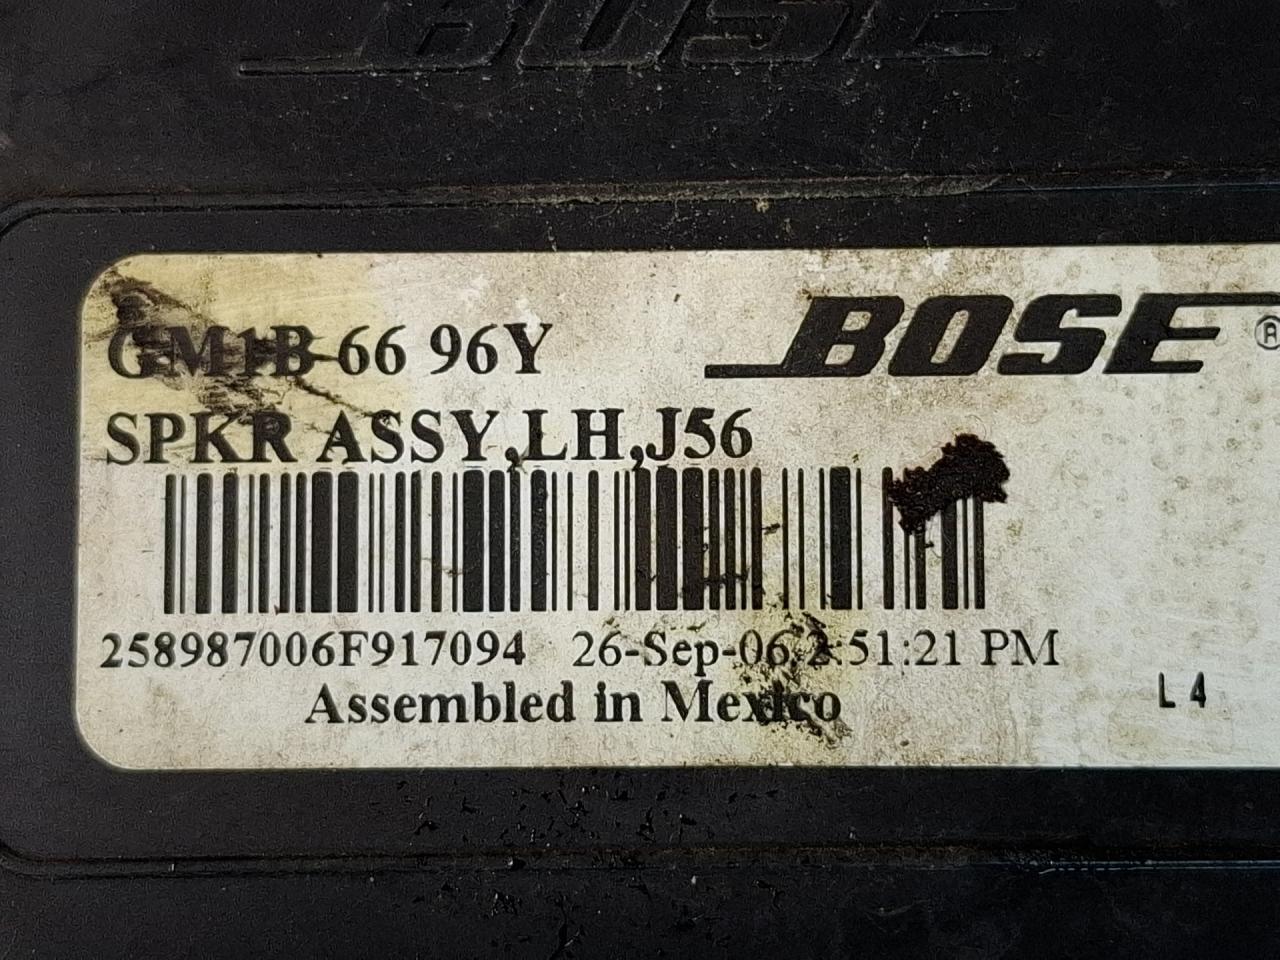 BOSE
GM1B-66 96Y
BOSE®
SPKR ASSY,LH,J56
258987006F917094 26-Sep-06 2:51:21 PM
Assembled in Mexico
L4